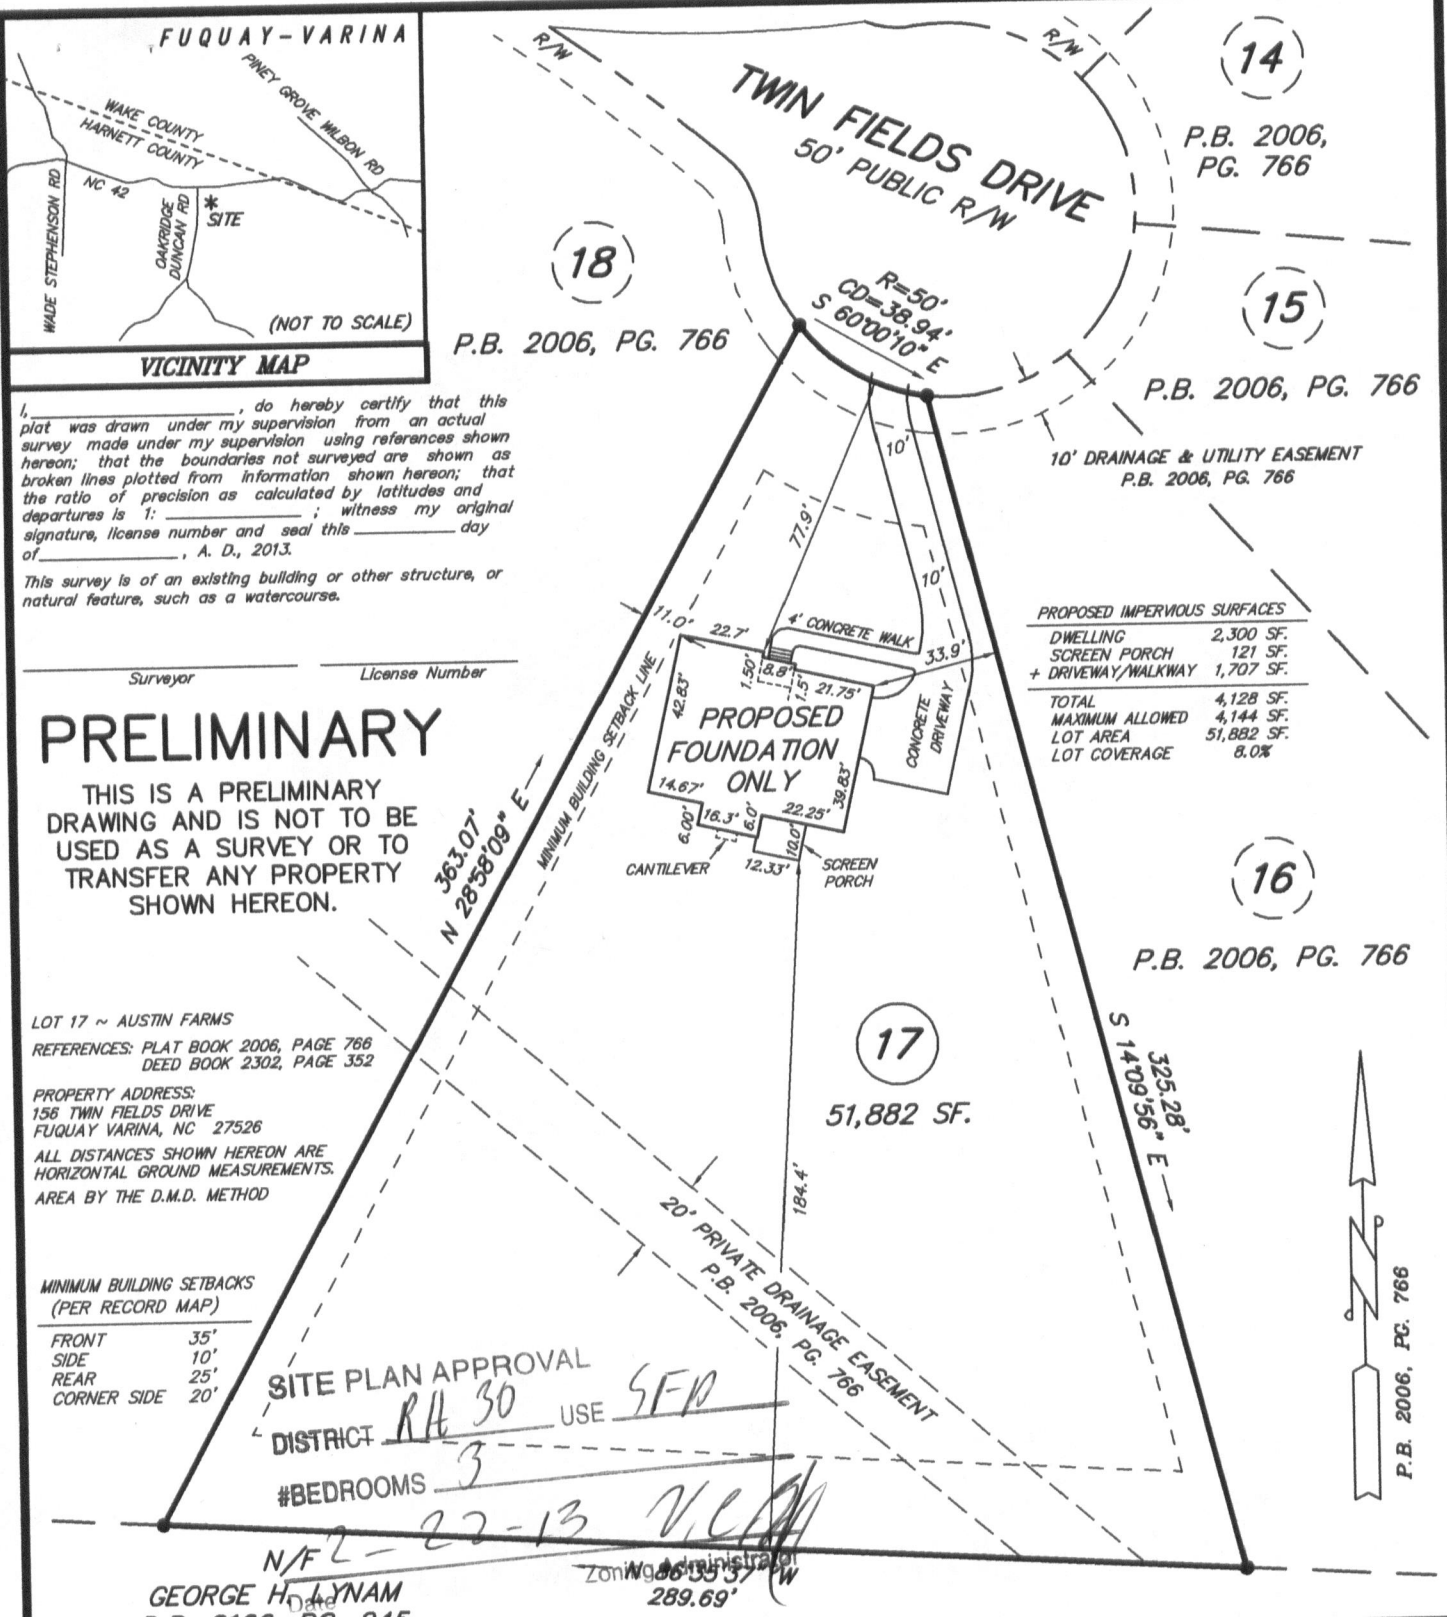 FUQUAY-VARINA
PINEY GROVE WILBON RD
WAKE COUNTY
HARNETT COUNTY
NC 42
WADE STEPHENSON RD
OAKRIDGE
DUNCAN RD
*
SITE
(NOT TO SCALE)
VICINITY MAP
I,____________, do hereby certify that this
plat was drawn under my supervision from an actual
survey made under my supervision using references shown
hereon; that the boundaries not surveyed are shown as
broken lines plotted from information shown hereon; that
the ratio of precision as calculated by latitudes and
departures is 1: ____________; witness my original
signature, license number and seal this ____________ day
of____________, A. D., 2013.
This survey is of an existing building or other structure, or
natural feature, such as a watercourse.
Surveyor
License Number
PRELIMINARY
THIS IS A PRELIMINARY
DRAWING AND IS NOT TO BE
USED AS A SURVEY OR TO
TRANSFER ANY PROPERTY
SHOWN HEREON.
LOT 17 ~ AUSTIN FARMS
REFERENCES: PLAT BOOK 2006, PAGE 766
DEED BOOK 2302, PAGE 352
PROPERTY ADDRESS:
156 TWIN FIELDS DRIVE
FUQUAY VARINA, NC 27526
ALL DISTANCES SHOWN HEREON ARE
HORIZONTAL GROUND MEASUREMENTS.
AREA BY THE D.M.D. METHOD
MINIMUM BUILDING SETBACKS
(PER RECORD MAP)
FRONT 35'
SIDE 10'
REAR 25'
CORNER SIDE 20'
R/W
R/W
TWIN FIELDS DRIVE
50' PUBLIC R/W
R=50'
CD=38.94'
S 60°00'10" E
14
P.B. 2006,
PG. 766
18
P.B. 2006, PG. 766
15
P.B. 2006, PG. 766
10' DRAINAGE & UTILITY EASEMENT
P.B. 2006, PG. 766
10'
77.9'
10'
11.0'
22.7'
4' CONCRETE WALK
33.9'
1.50'
8.8'
1.5'
21.75'
42.83'
PROPOSED
FOUNDATION
ONLY
CONCRETE
DRIVEWAY
39.83'
14.67'
6.00'
16.3'
6.0'
22.25'
10.0'
12.33'
CANTILEVER
SCREEN
PORCH
MINIMUM BUILDING SETBACK LINE
363.07'
N 28°58'09" E
PROPOSED IMPERVIOUS SURFACES
DWELLING 2,300 SF.
SCREEN PORCH 121 SF.
+ DRIVEWAY/WALKWAY 1,707 SF.
TOTAL 4,128 SF.
MAXIMUM ALLOWED 4,144 SF.
LOT AREA 51,882 SF.
LOT COVERAGE 8.0%
16
P.B. 2006, PG. 766
17
51,882 SF.
325.28'
S 14°09'56" E
184.4'
20' PRIVATE DRAINAGE EASEMENT
P.B. 2006, PG. 766
N
P.B. 2006, PG. 766
SITE PLAN APPROVAL
DISTRICT RA 30 USE SFD
#BEDROOMS 3
2-22-13
Date
Zoning Administrator
N 86°35'37" W
289.69'
N/F
GEORGE H. LYNAM